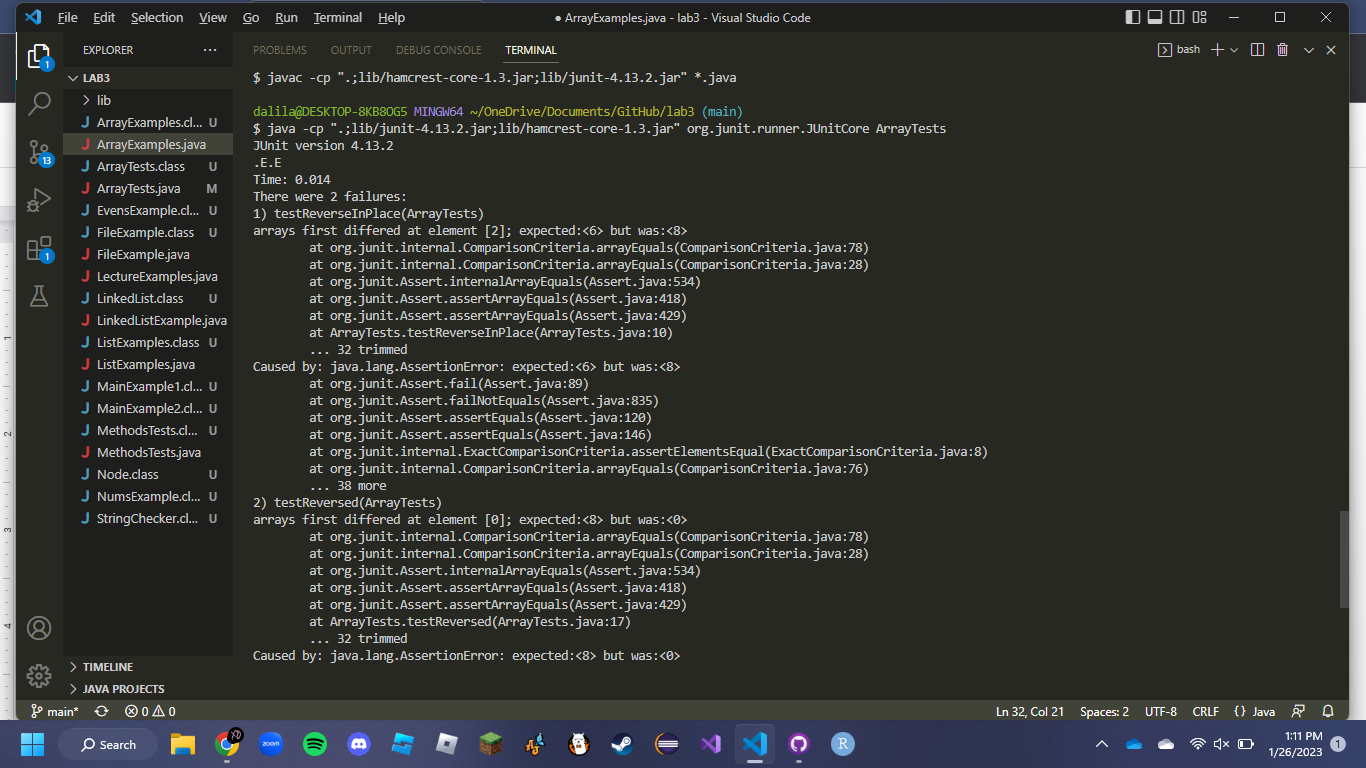 File Edit Selection View Go Run Terminal Help
● ArrayExamples.java - lab3 - Visual Studio Code
EXPLORER
PROBLEMS OUTPUT DEBUG CONSOLE TERMINAL
bash
LAB3
lib
ArrayExamples.cl... U
ArrayExamples.java
ArrayTests.class U
ArrayTests.java M
EvensExample.cl... U
FileExample.class U
FileExample.java
LectureExamples.java
LinkedList.class U
LinkedListExample.java
ListExamples.class U
ListExamples.java
MainExample1.cl... U
MainExample2.cl... U
MethodsTests.cl... U
MethodsTests.java
Node.class U
NumsExample.cl... U
StringChecker.cl... U
TIMELINE
JAVA PROJECTS
1
13
1
$ javac -cp ".;lib/hamcrest-core-1.3.jar;lib/junit-4.13.2.jar" *.java
dalila@DESKTOP-8KB8OG5 MINGW64 ~/OneDrive/Documents/GitHub/lab3 (main)
$ java -cp ".;lib/junit-4.13.2.jar;lib/hamcrest-core-1.3.jar" org.junit.runner.JUnitCore ArrayTests
JUnit version 4.13.2
.E.E
Time: 0.014
There were 2 failures:
1) testReverseInPlace(ArrayTests)
arrays first differed at element [2]; expected:<6> but was:<8>
at org.junit.internal.ComparisonCriteria.arrayEquals(ComparisonCriteria.java:78)
at org.junit.internal.ComparisonCriteria.arrayEquals(ComparisonCriteria.java:28)
at org.junit.Assert.internalArrayEquals(Assert.java:534)
at org.junit.Assert.assertArrayEquals(Assert.java:418)
at org.junit.Assert.assertArrayEquals(Assert.java:429)
at ArrayTests.testReverseInPlace(ArrayTests.java:10)
... 32 trimmed
Caused by: java.lang.AssertionError: expected:<6> but was:<8>
at org.junit.Assert.fail(Assert.java:89)
at org.junit.Assert.failNotEquals(Assert.java:835)
at org.junit.Assert.assertEquals(Assert.java:120)
at org.junit.Assert.assertEquals(Assert.java:146)
at org.junit.internal.ExactComparisonCriteria.assertElementsEqual(ExactComparisonCriteria.java:8)
at org.junit.internal.ComparisonCriteria.arrayEquals(ComparisonCriteria.java:76)
... 38 more
2) testReversed(ArrayTests)
arrays first differed at element [0]; expected:<8> but was:<0>
at org.junit.internal.ComparisonCriteria.arrayEquals(ComparisonCriteria.java:78)
at org.junit.internal.ComparisonCriteria.arrayEquals(ComparisonCriteria.java:28)
at org.junit.Assert.internalArrayEquals(Assert.java:534)
at org.junit.Assert.assertArrayEquals(Assert.java:418)
at org.junit.Assert.assertArrayEquals(Assert.java:429)
at ArrayTests.testReversed(ArrayTests.java:17)
... 32 trimmed
Caused by: java.lang.AssertionError: expected:<8> but was:<0>
main* 0 0
Ln 32, Col 21 Spaces: 2 UTF-8 CRLF {} Java
Search
zoom
R
1:11 PM
1/26/2023
1